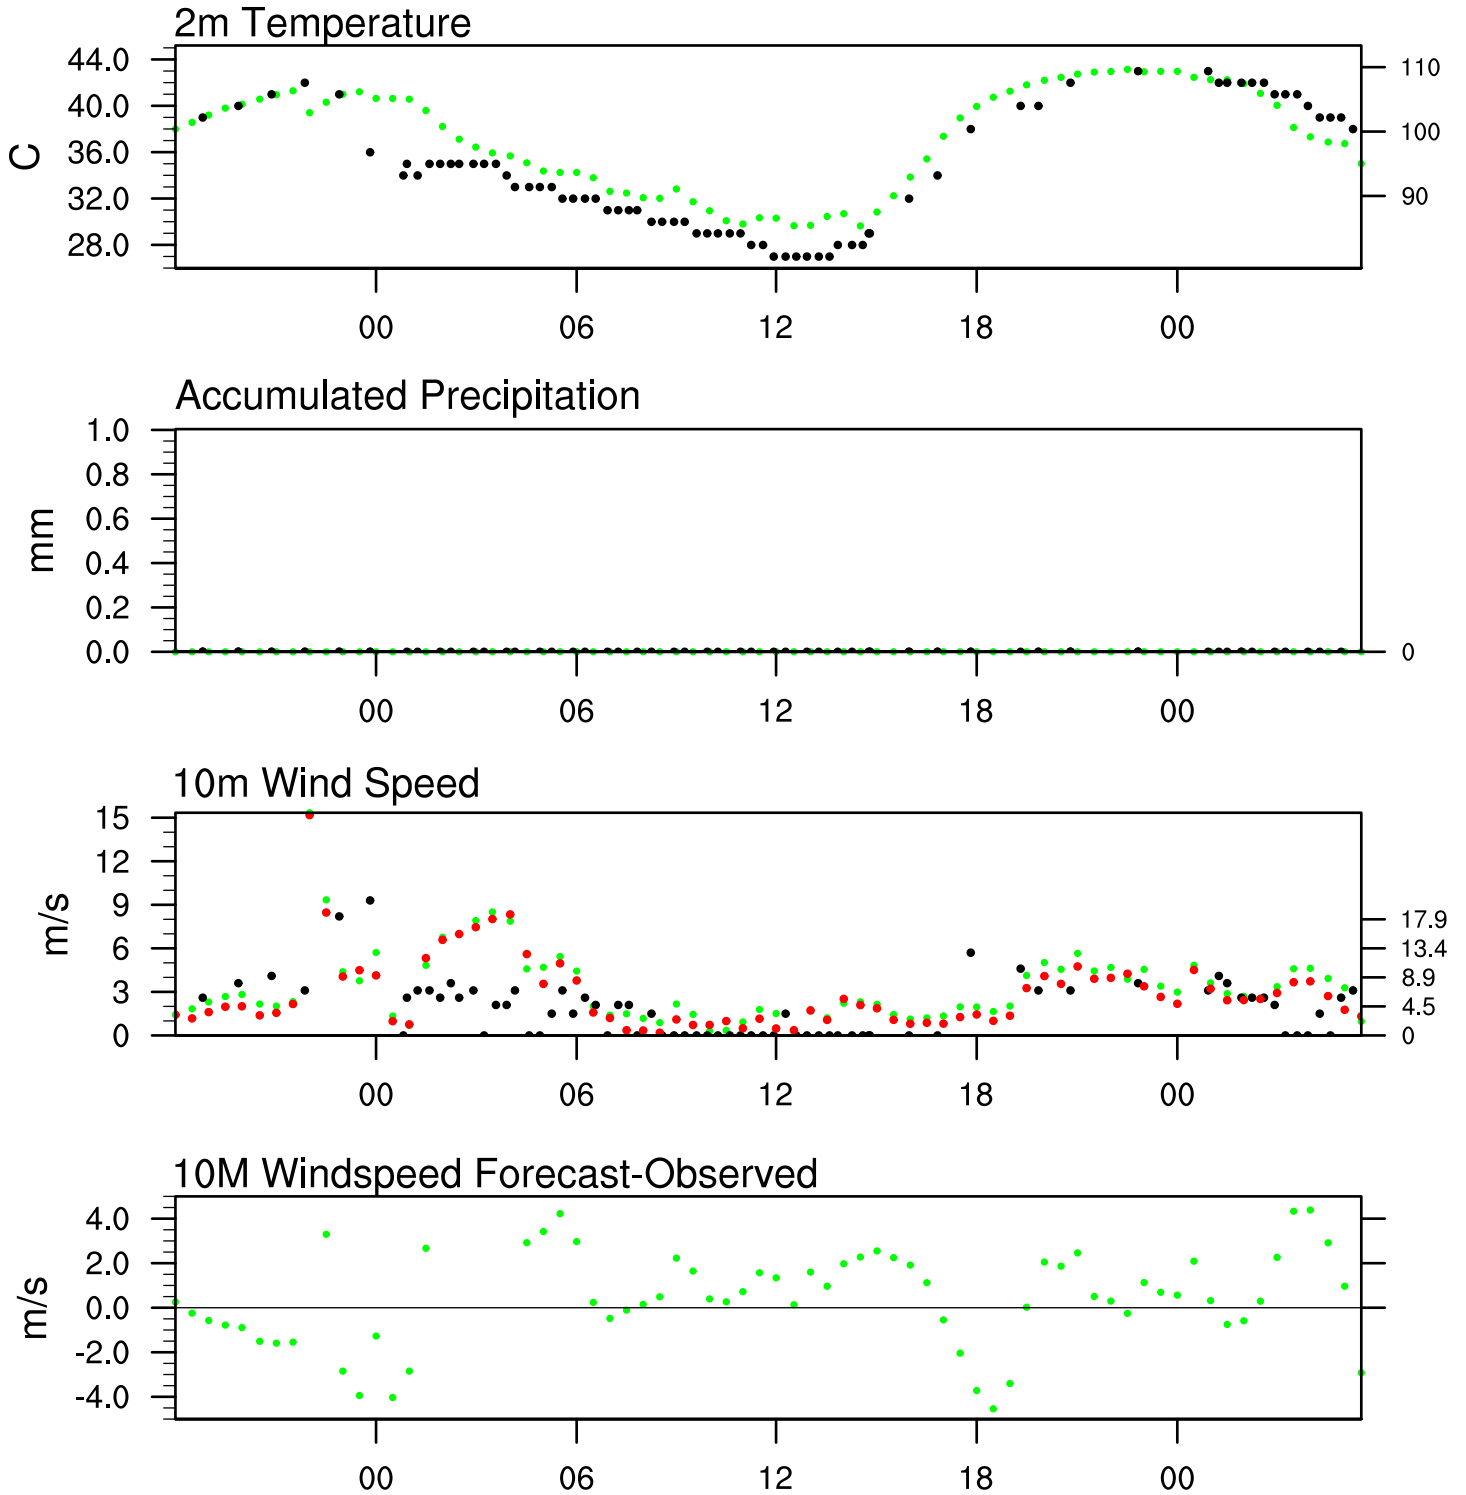 2m Temperature
44.0
40.0
36.0
32.0
28.0
C
110
100
90
00 06 12 18 00
Accumulated Precipitation
1.0
0.8
0.6
0.4
0.2
0.0
mm
0
00 06 12 18 00
10m Wind Speed
15
12
9
6
3
0
m/s
17.9
13.4
8.9
4.5
0
00 06 12 18 00
10M Windspeed Forecast-Observed
4.0
2.0
0.0
-2.0
-4.0
m/s
00 06 12 18 00